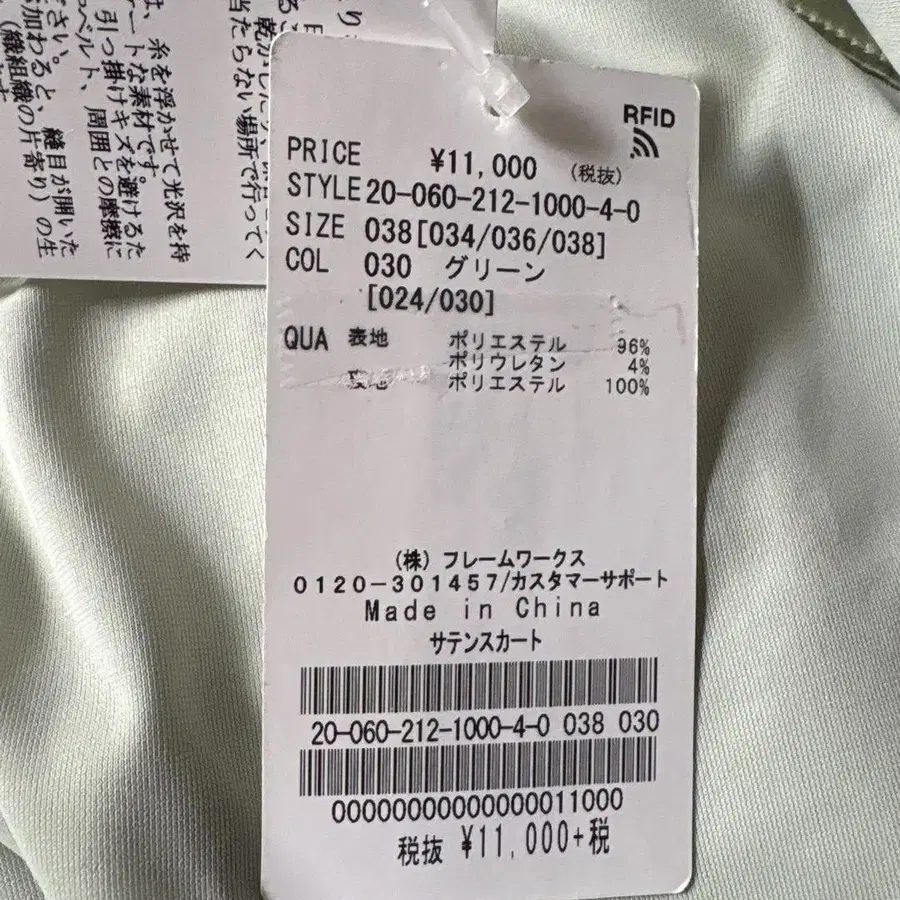 RFID
PRICE ¥11,000 (税抜)
STYLE 20-060-212-1000-4-0
SIZE 038[034/036/038]
COL 030 グリーン
[024/030]
QUA 表地 ポリエステル 96%
ポリウレタン 4%
ポリエステル 100%
(株) フレームワークス
0120-301457/カスタマーサポート
Made in China
サテンスカート
20-060-212-1000-4-0 038 030
00000000000000011000
税抜 ¥11,000+税
当たらない場所で行ってく
は、糸を浮かせて光沢を持
ートな素材です。
引っ掛けキズを避けるた
ベルト、周囲との摩擦に
さい。
加わると、縫目が開いた
(織組織の片寄り) の生